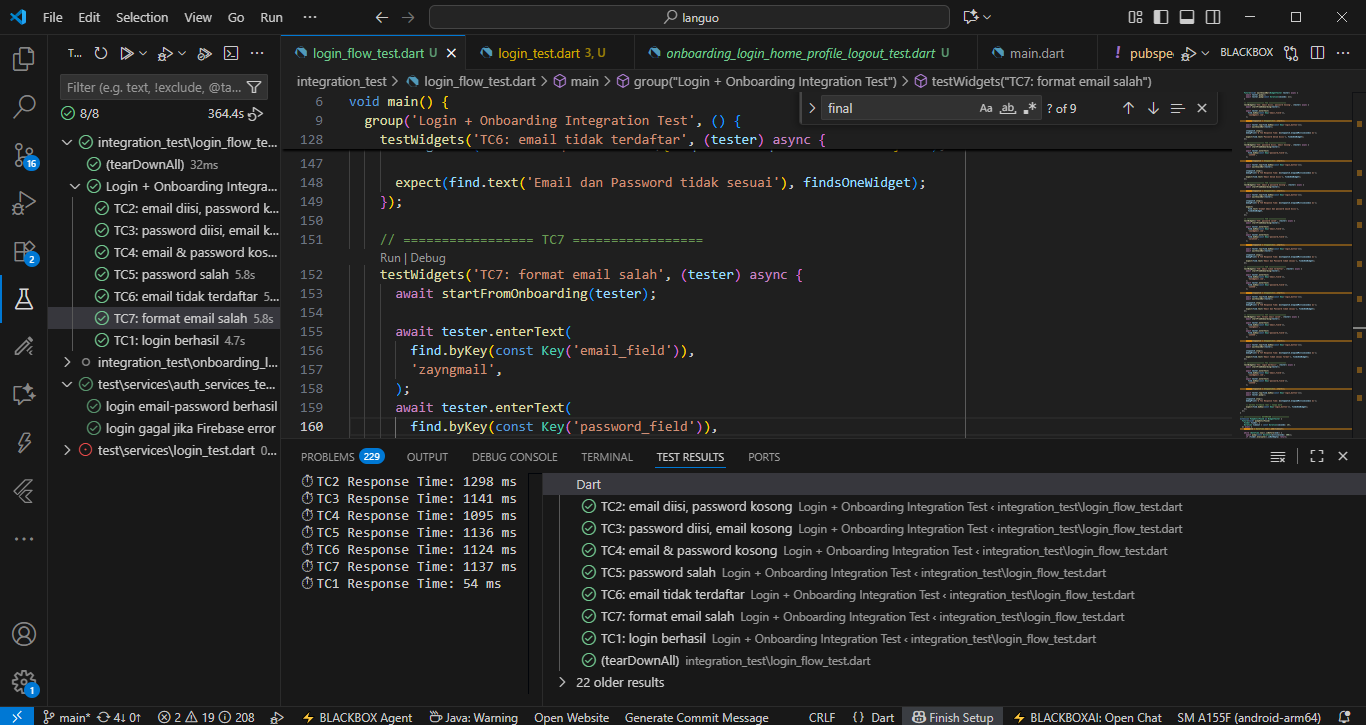 File Edit Selection View Go Run ··· languo
T... ···
login_flow_test.dart U login_test.dart 3, U onboarding_login_home_profile_logout_test.dart U main.dart ! pubspe BLACKBOX ···
Filter (e.g. text, !exclude, @ta...
8/8 364.4s
integration_test\login_flow_te...
(tearDownAll) 32ms
Login + Onboarding Integra...
TC2: email diisi, password k...
TC3: password diisi, email k...
TC4: email & password kos...
TC5: password salah 5.8s
TC6: email tidak terdaftar 5...
TC7: format email salah 5.8s
TC1: login berhasil 4.7s
integration_test\onboarding_l...
test\services\auth_services_te...
login email-password berhasil
login gagal jika Firebase error
test\services\login_test.dart 0...
16
2
1
integration_test > login_flow_test.dart > main > group("Login + Onboarding Integration Test") > testWidgets("TC7: format email salah")
final Aa ab .* ? of 9
6 void main() {
9 group('Login + Onboarding Integration Test', () {
128 testWidgets('TC6: email tidak terdaftar', (tester) async {
147
148 expect(find.text('Email dan Password tidak sesuai'), findsOneWidget);
149 });
150
151 // ================= TC7 =================
Run | Debug
152 testWidgets('TC7: format email salah', (tester) async {
153 await startFromOnboarding(tester);
154
155 await tester.enterText(
156 find.byKey(const Key('email_field')),
157 'zayngmail',
158 );
159 await tester.enterText(
160 find.byKey(const Key('password_field')),
PROBLEMS 229 OUTPUT DEBUG CONSOLE TERMINAL TEST RESULTS PORTS
⏱TC2 Response Time: 1298 ms
⏱TC3 Response Time: 1141 ms
⏱TC4 Response Time: 1095 ms
⏱TC5 Response Time: 1136 ms
⏱TC6 Response Time: 1124 ms
⏱TC7 Response Time: 1137 ms
⏱TC1 Response Time: 54 ms
Dart
TC2: email diisi, password kosong Login + Onboarding Integration Test ‹ integration_test\login_flow_test.dart
TC3: password diisi, email kosong Login + Onboarding Integration Test ‹ integration_test\login_flow_test.dart
TC4: email & password kosong Login + Onboarding Integration Test ‹ integration_test\login_flow_test.dart
TC5: password salah Login + Onboarding Integration Test ‹ integration_test\login_flow_test.dart
TC6: email tidak terdaftar Login + Onboarding Integration Test ‹ integration_test\login_flow_test.dart
TC7: format email salah Login + Onboarding Integration Test ‹ integration_test\login_flow_test.dart
TC1: login berhasil Login + Onboarding Integration Test ‹ integration_test\login_flow_test.dart
(tearDownAll) integration_test\login_flow_test.dart
22 older results
main* 4↓ 0↑ 2 19 208 BLACKBOX Agent Java: Warning Open Website Generate Commit Message CRLF {} Dart Finish Setup BLACKBOXAI: Open Chat SM A155F (android-arm64)